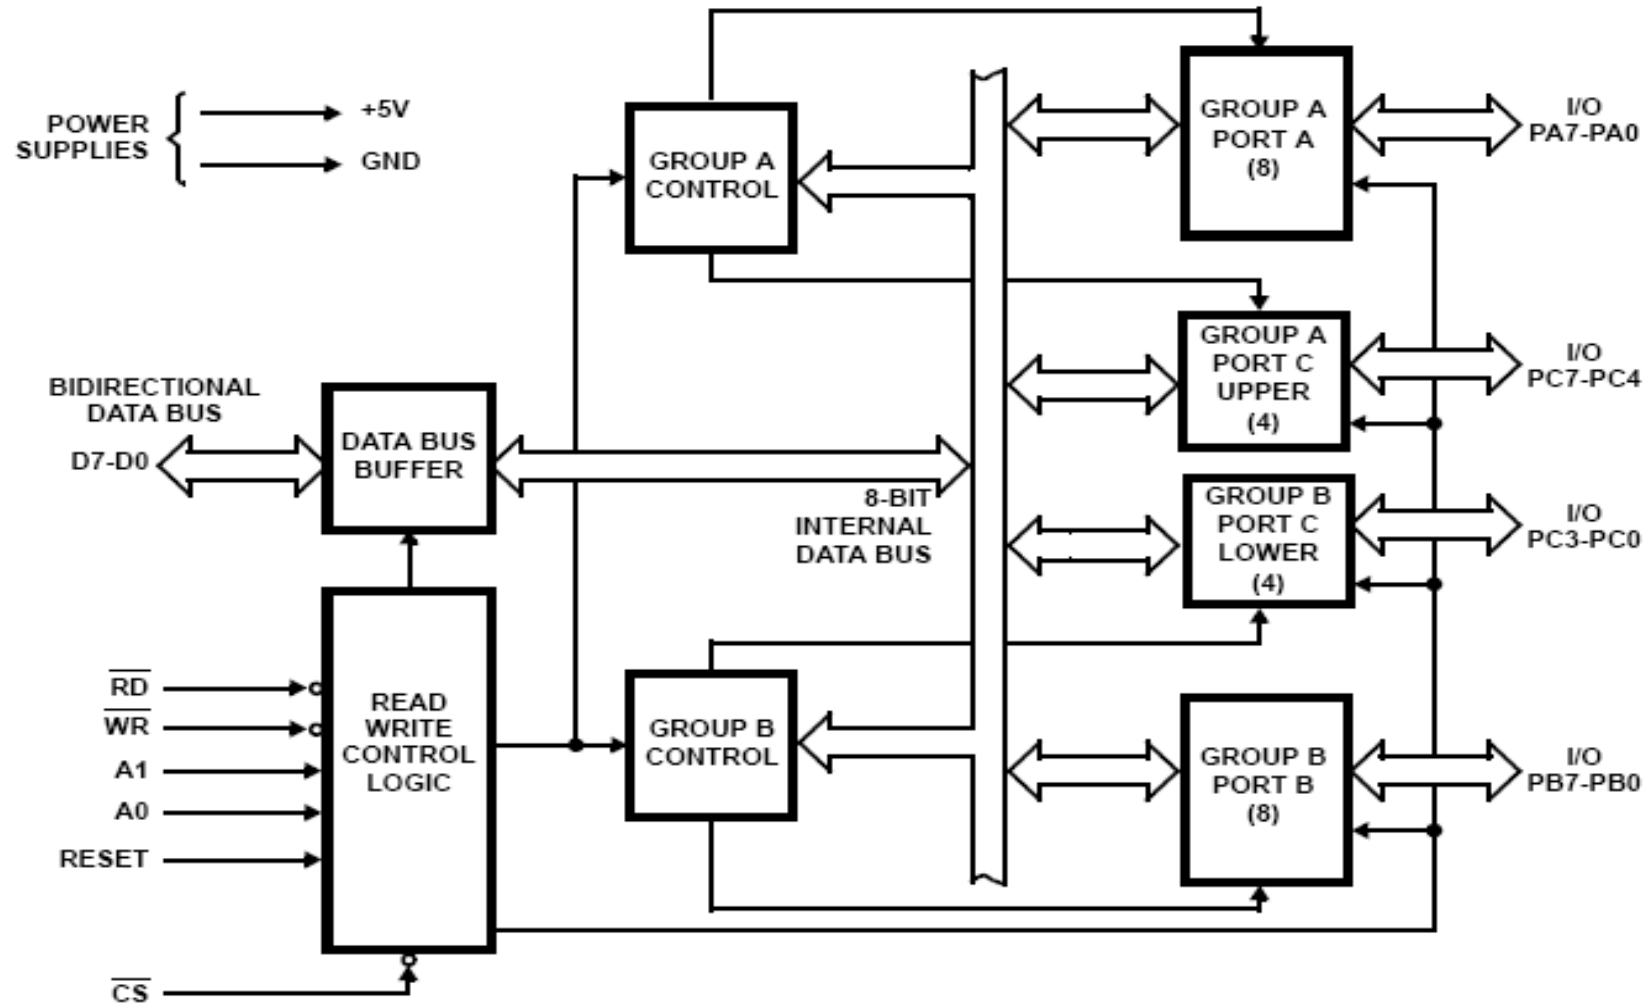 POWER
SUPPLIES
+5V
GND
GROUP A
CONTROL
GROUP A
PORT A
(8)
I/O
PA7-PA0
GROUP A
PORT C
UPPER
(4)
I/O
PC7-PC4
BIDIRECTIONAL
DATA BUS
D7-D0
DATA BUS
BUFFER
8-BIT
INTERNAL
DATA BUS
GROUP B
PORT C
LOWER
(4)
I/O
PC3-PC0
RD
WR
A1
A0
RESET
CS
READ
WRITE
CONTROL
LOGIC
GROUP B
CONTROL
GROUP B
PORT B
(8)
I/O
PB7-PB0